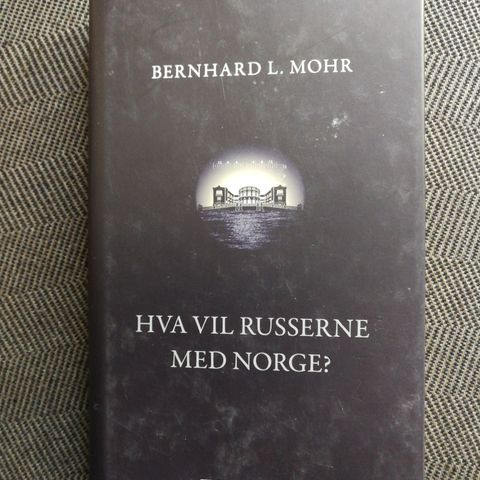 BERNHARD L. MOHR
HVA VIL RUSSERNE
MED NORGE?